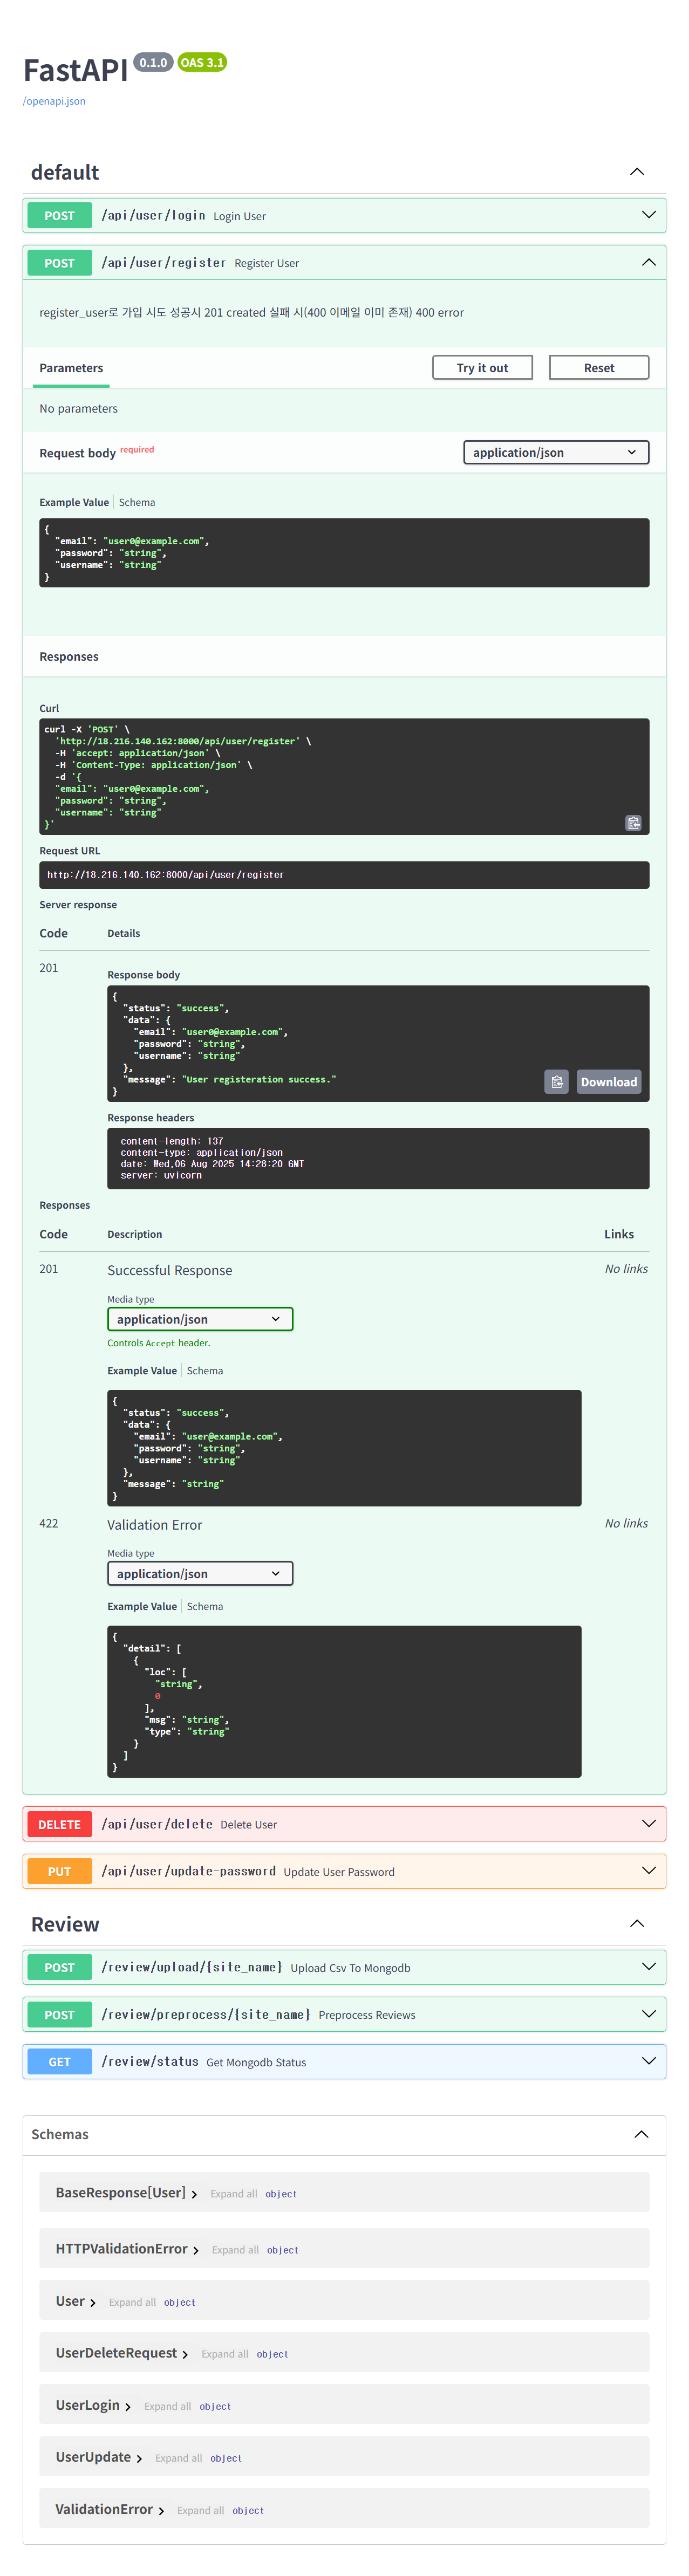 FastAPI 0.1.0 OAS 3.1
/openapi.json
default
POST /api/user/login Login User
POST /api/user/register Register User
register_user로 가입 시도 성공시 201 created 실패 시(400 이메일 이미 존재) 400 error
Parameters Try it out Reset
No parameters
Request body required application/json
Example Value Schema
{
  "email": "user0@example.com",
  "password": "string",
  "username": "string"
}
Responses
Curl
curl -X 'POST' \
  'http://18.216.140.162:8000/api/user/register' \
  -H 'accept: application/json' \
  -H 'Content-Type: application/json' \
  -d '{
  "email": "user0@example.com",
  "password": "string",
  "username": "string"
}'
Request URL
http://18.216.140.162:8000/api/user/register
Server response
Code Details
201
Response body
{
  "status": "success",
  "data": {
    "email": "user0@example.com",
    "password": "string",
    "username": "string"
  },
  "message": "User registeration success."
}
Download
Response headers
content-length: 137
content-type: application/json
date: Wed,06 Aug 2025 14:28:20 GMT
server: uvicorn
Responses
Code Description Links
201 Successful Response No links
Media type
application/json
Controls Accept header.
Example Value Schema
{
  "status": "success",
  "data": {
    "email": "user@example.com",
    "password": "string",
    "username": "string"
  },
  "message": "string"
}
422 Validation Error No links
Media type
application/json
Example Value Schema
{
  "detail": [
    {
      "loc": [
        "string",
        0
      ],
      "msg": "string",
      "type": "string"
    }
  ]
}
DELETE /api/user/delete Delete User
PUT /api/user/update-password Update User Password
Review
POST /review/upload/{site_name} Upload Csv To Mongodb
POST /review/preprocess/{site_name} Preprocess Reviews
GET /review/status Get Mongodb Status
Schemas
BaseResponse[User] Expand all object
HTTPValidationError Expand all object
User Expand all object
UserDeleteRequest Expand all object
UserLogin Expand all object
UserUpdate Expand all object
ValidationError Expand all object